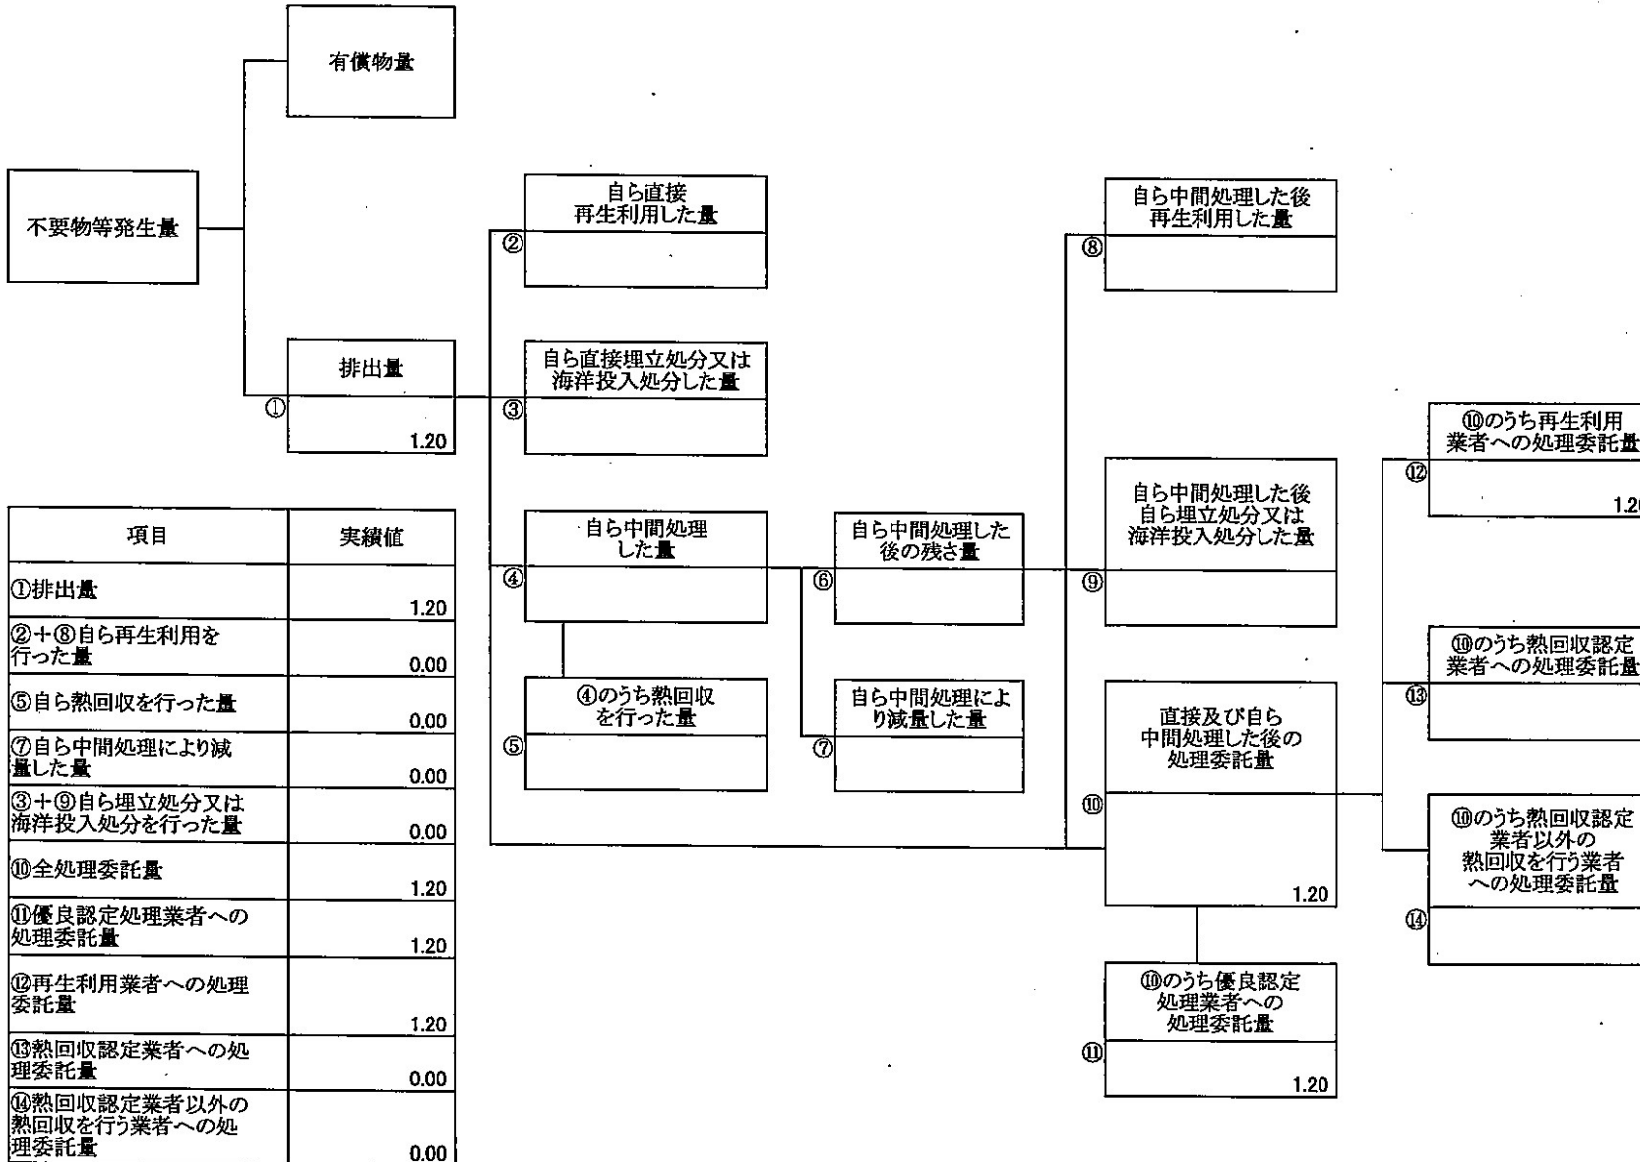 有償物量
不要物等発生量
排出量
①
1.20
自ら直接
再生利用した量
②
自ら直接埋立処分又は
海洋投入処分した量
③
自ら中間処理
した量
④
④のうち熱回収
を行った量
⑤
自ら中間処理した
後の残さ量
⑥
自ら中間処理によ
り減量した量
⑦
自ら中間処理した後
再生利用した量
⑧
自ら中間処理した後
自ら埋立処分又は
海洋投入処分した量
⑨
直接及び自ら
中間処理した後の
処理委託量
⑩
1.20
⑩のうち優良認定
処理業者への
処理委託量
⑪
1.20
⑩のうち再生利用
業者への処理委託量
⑫
⑩のうち熱回収認定
業者への処理委託量
⑬
⑩のうち熱回収認定
業者以外の
熱回収を行う業者
への処理委託量
⑭
項目 実績値
①排出量
1.20
②+⑧自ら再生利用を
行った量
0.00
⑤自ら熱回収を行った量
0.00
⑦自ら中間処理により減
量した量
0.00
③+⑨自ら埋立処分又は
海洋投入処分を行った量
0.00
⑩全処理委託量
1.20
⑪優良認定処理業者への
処理委託量
1.20
⑫再生利用業者への処理
委託量
1.20
⑬熱回収認定業者への処
理委託量
0.00
⑭熱回収認定業者以外の
熱回収を行う業者への処
理委託量
0.00